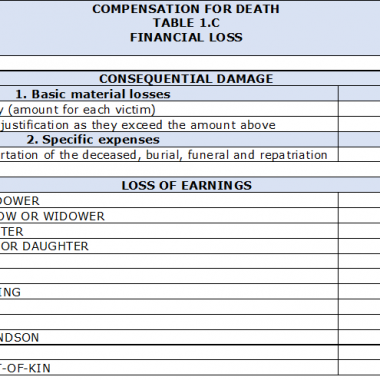 COMPENSATION FOR DEATH
TABLE 1.C
FINANCIAL LOSS
CONSEQUENTIAL DAMAGE
1. Basic material losses
y (amount for each victim)
justification as they exceed the amount above
2. Specific expenses
rtation of the deceased, burial, funeral and repatriation
LOSS OF EARNINGS
DOWER
OW OR WIDOWER
TER
OR DAUGHTER
ING
NDSON
T-OF-KIN